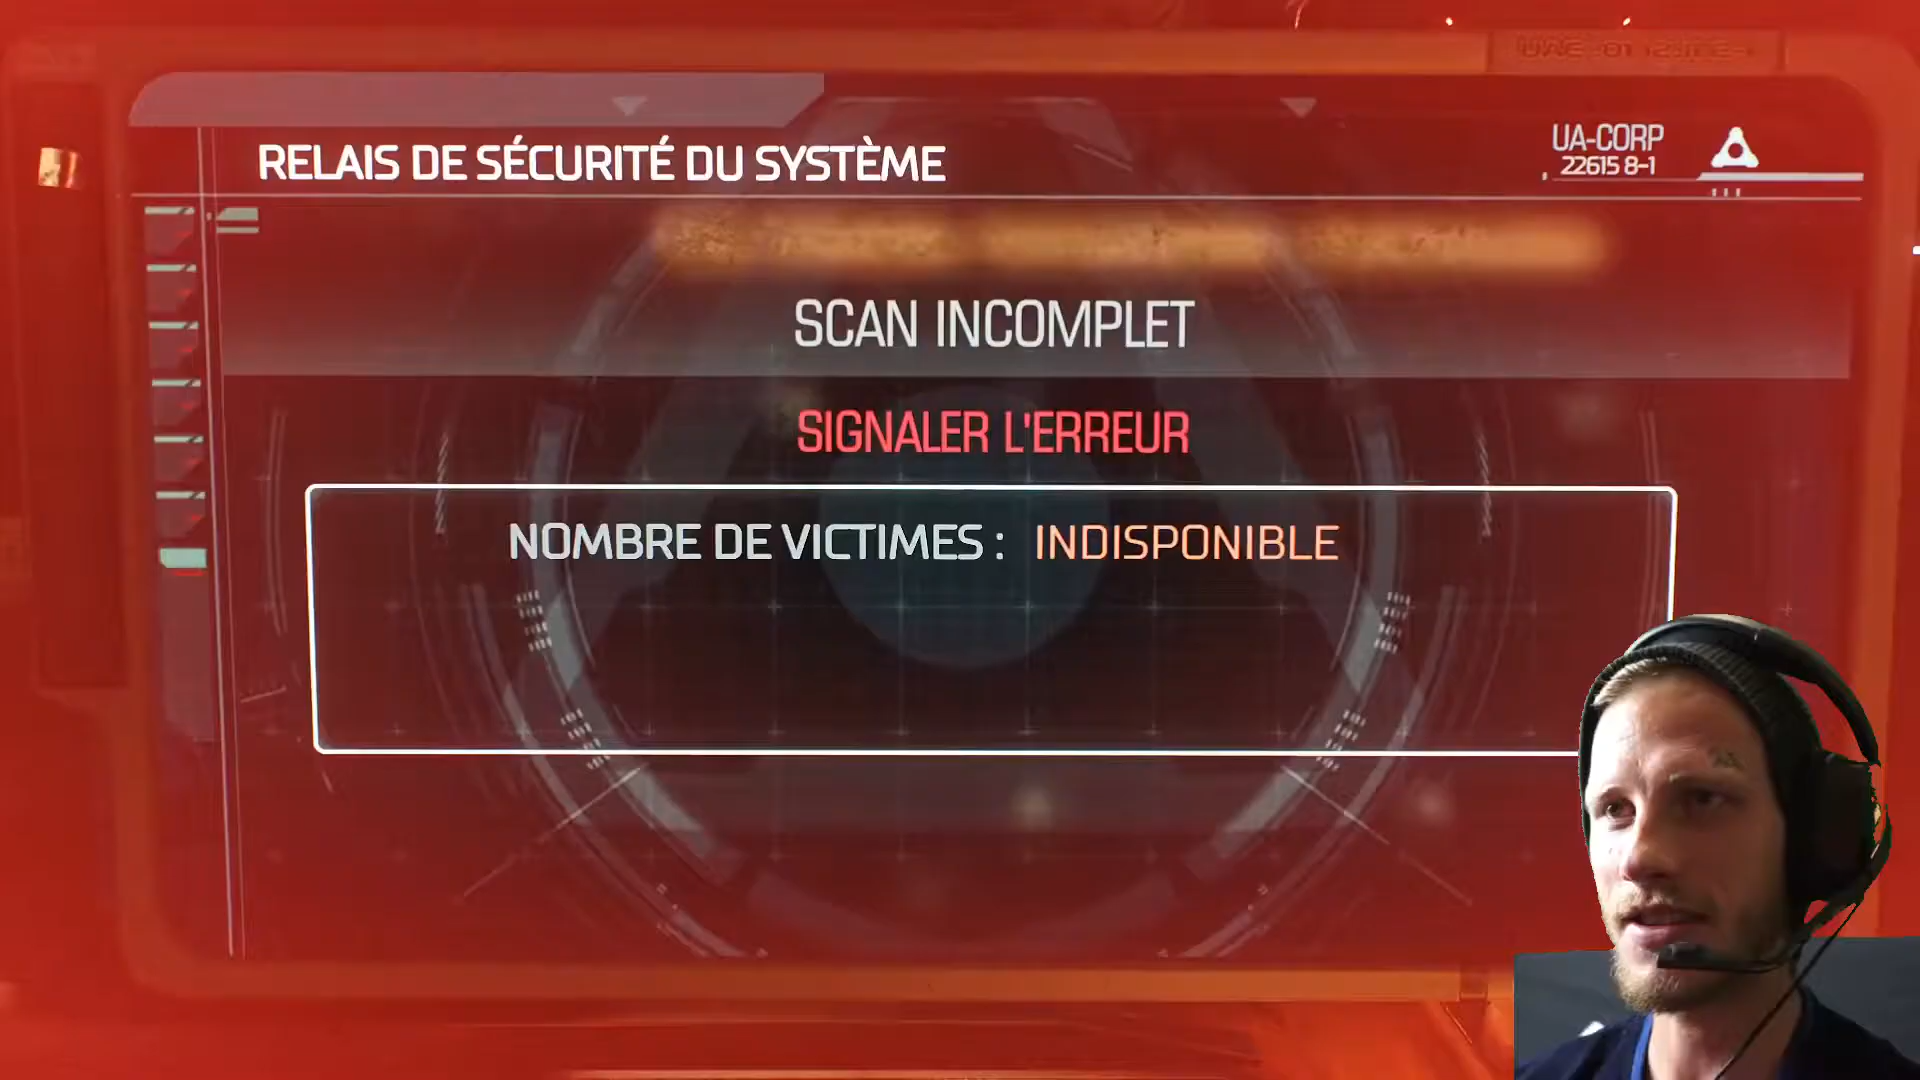 RELAIS DE SÉCURITÉ DU SYSTÈME
UA-CORP
22615 8-1
SCAN INCOMPLET
SIGNALER L'ERREUR
NOMBRE DE VICTIMES : INDISPONIBLE